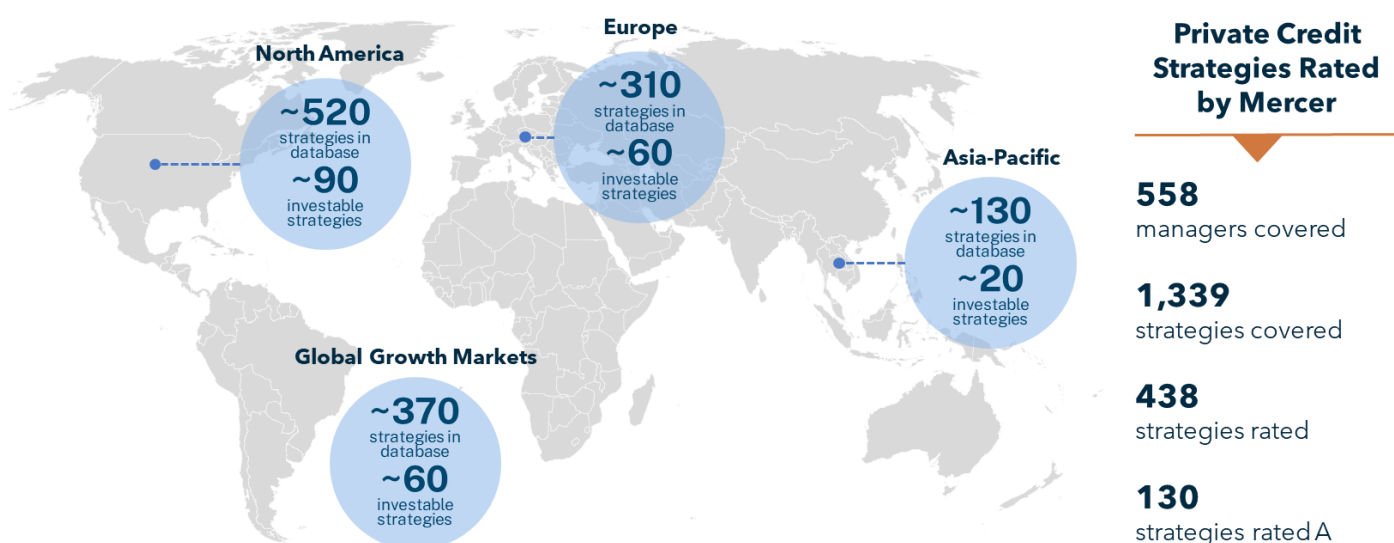 North America
~520
strategies in
database
~90
investable
strategies
Europe
~310
strategies in
database
~60
investable
strategies
Asia-Pacific
~130
strategies in
database
~20
investable
strategies
Global Growth Markets
~370
strategies in
database
~60
investable
strategies
Private Credit
Strategies Rated
by Mercer
558
managers covered
1,339
strategies covered
438
strategies rated
130
strategies rated A